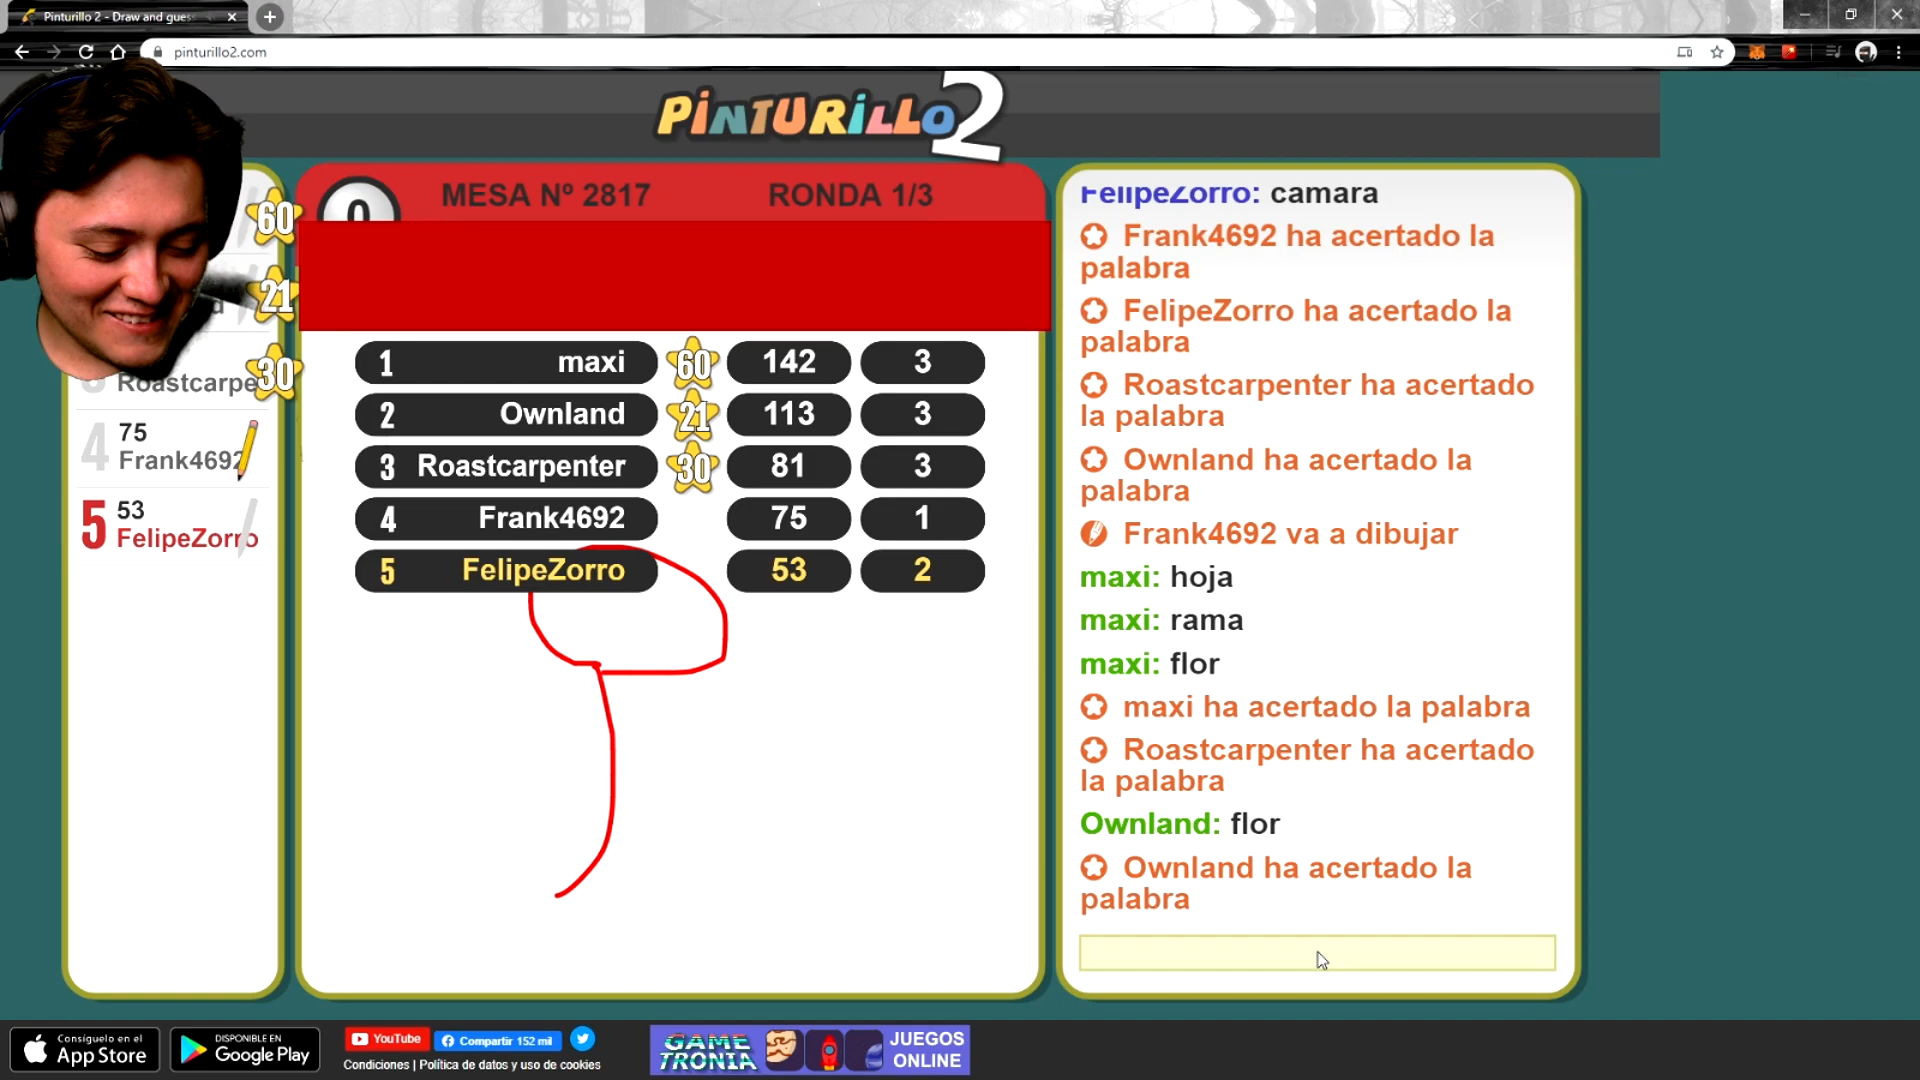 Pinturillo 2 - Draw and gues
pinturillo2.com
PINTURILLO 2
60
21
30
Roastcarpe
4 75
Frank4692
5 53
FelipeZorro
0 MESA Nº 2817 RONDA 1/3
1 maxi 60 142 3
2 Ownland 21 113 3
3 Roastcarpenter 30 81 3
4 Frank4692 75 1
5 FelipeZorro 53 2
FelipeZorro: camara
Frank4692 ha acertado la
palabra
FelipeZorro ha acertado la
palabra
Roastcarpenter ha acertado
la palabra
Ownland ha acertado la
palabra
Frank4692 va a dibujar
maxi: hoja
maxi: rama
maxi: flor
maxi ha acertado la palabra
Roastcarpenter ha acertado
la palabra
Ownland: flor
Ownland ha acertado la
palabra
Consíguelo en el
App Store
DISPONIBLE EN
Google Play
YouTube
Compartir 152 mil
Condiciones | Política de datos y uso de cookies
GAME
TRONIA
JUEGOS
ONLINE